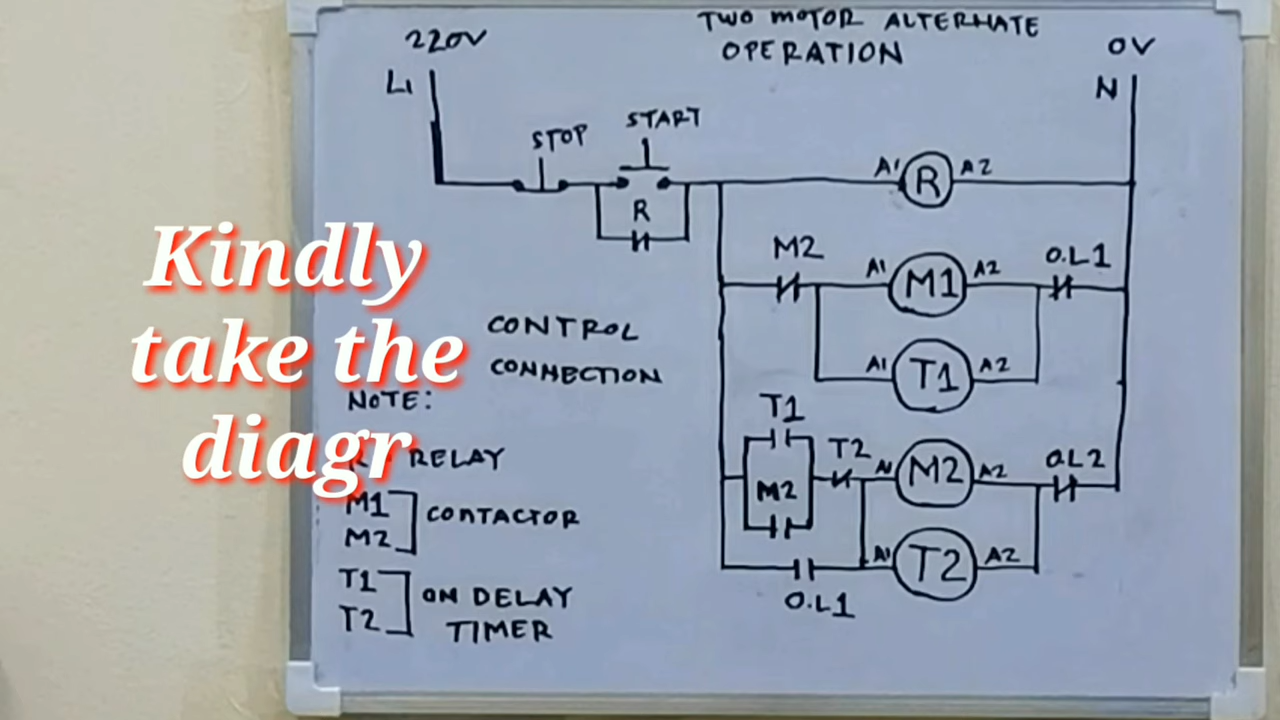 TWO MOTOR ALTERNATE
OPERATION
220V
0V
L1
N
STOP
START
R
A1 R A2
M2
A1 M1 A2
O.L1
A1 T1 A2
CONTROL
CONNECTION
Kindly
take the
diagr
NOTE:
RELAY
M1
M2
CONTACTOR
T1
T2
ON DELAY
TIMER
T1
M2
T2
A1 M2 A2
O.L2
A1 T2 A2
O.L1